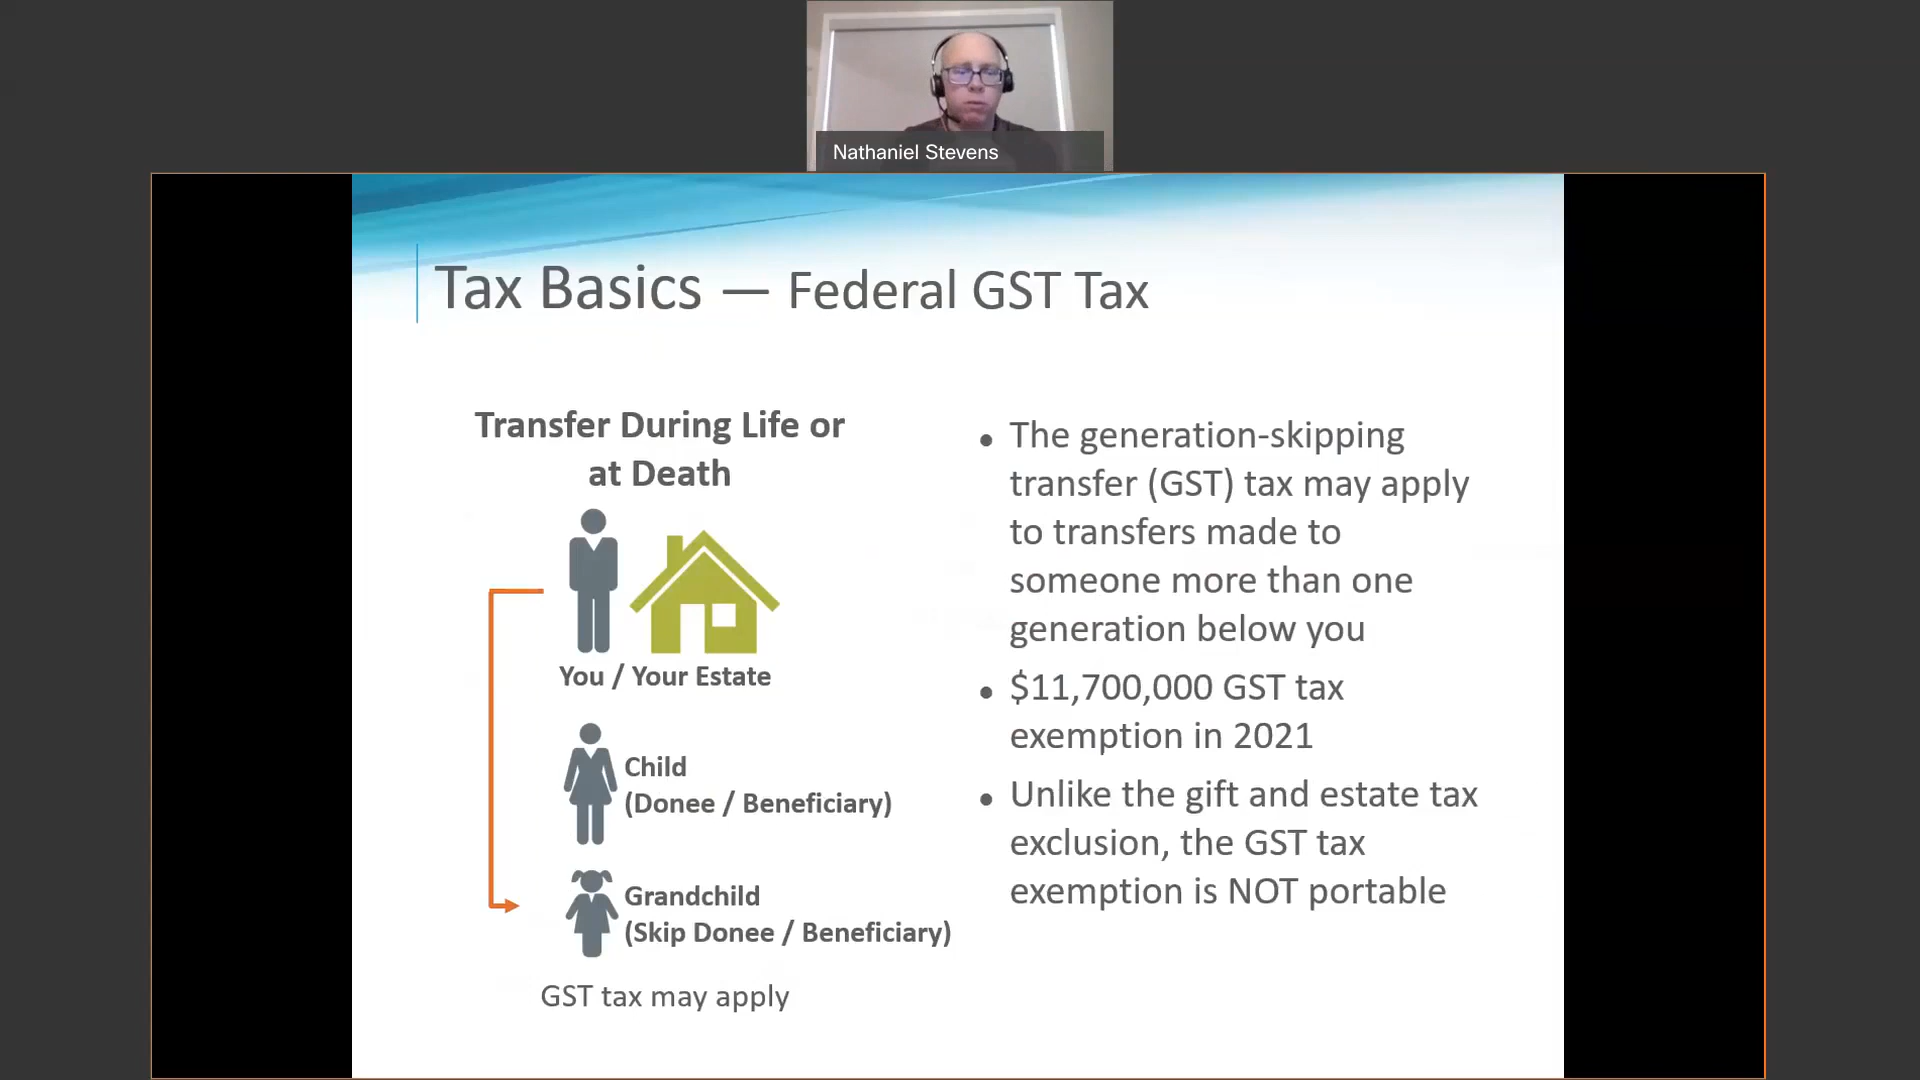 Nathaniel Stevens
Tax Basics — Federal GST Tax
Transfer During Life or
at Death
You / Your Estate
Child
(Donee / Beneficiary)
Grandchild
(Skip Donee / Beneficiary)
GST tax may apply
• The generation-skipping
transfer (GST) tax may apply
to transfers made to
someone more than one
generation below you
• $11,700,000 GST tax
exemption in 2021
• Unlike the gift and estate tax
exclusion, the GST tax
exemption is NOT portable